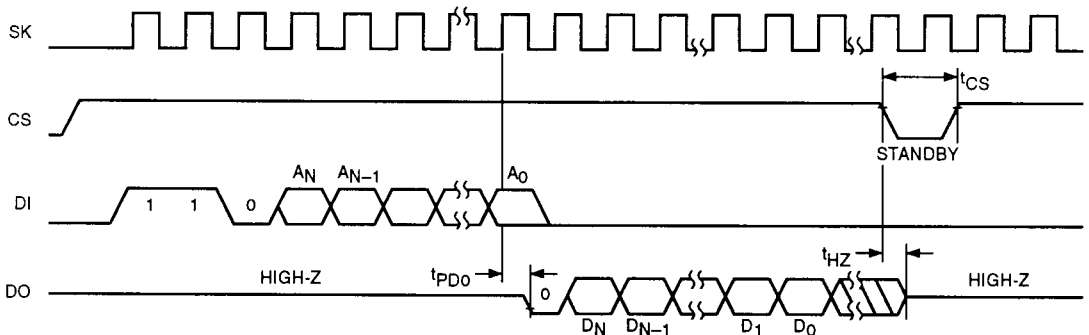 SK
CS
t_CS
STANDBY
DI
1 1 0 A_N A_N–1 A_0
DO
HIGH-Z t_PD0 0 t_HZ HIGH-Z
D_N D_N–1 D_1 D_0